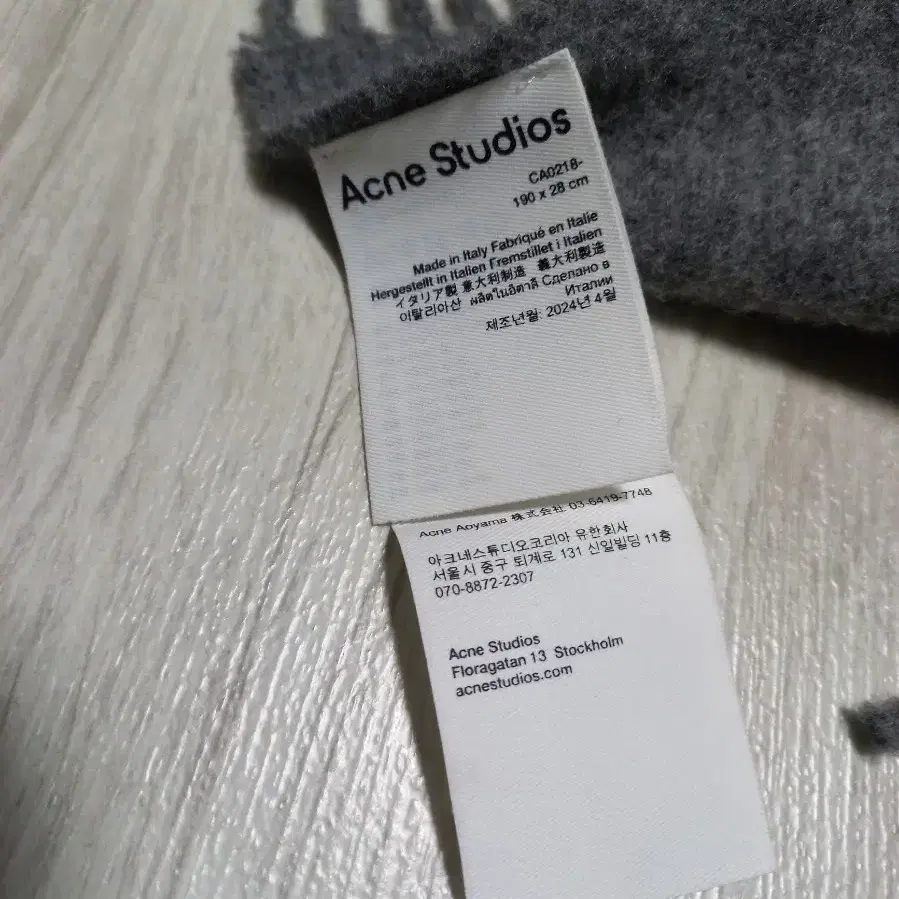 Acne Studios
CA0218-
190 x 28 cm
Made in Italy Fabriqué en Italie
Hergestellt in Italien Fremstillet i Italien
イタリア製 意大利制造 義大利製造
이탈리아산 ผลิตในอิตาลี Сделано в
Италии
제조년월: 2024년 4월
Acne Aoyama 株式会社 03-6419-7748
아크네스튜디오코리아 유한회사
서울시 중구 퇴계로 131 신일빌딩 11층
070-8872-2307
Acne Studios
Floragatan 13 Stockholm
acnestudios.com